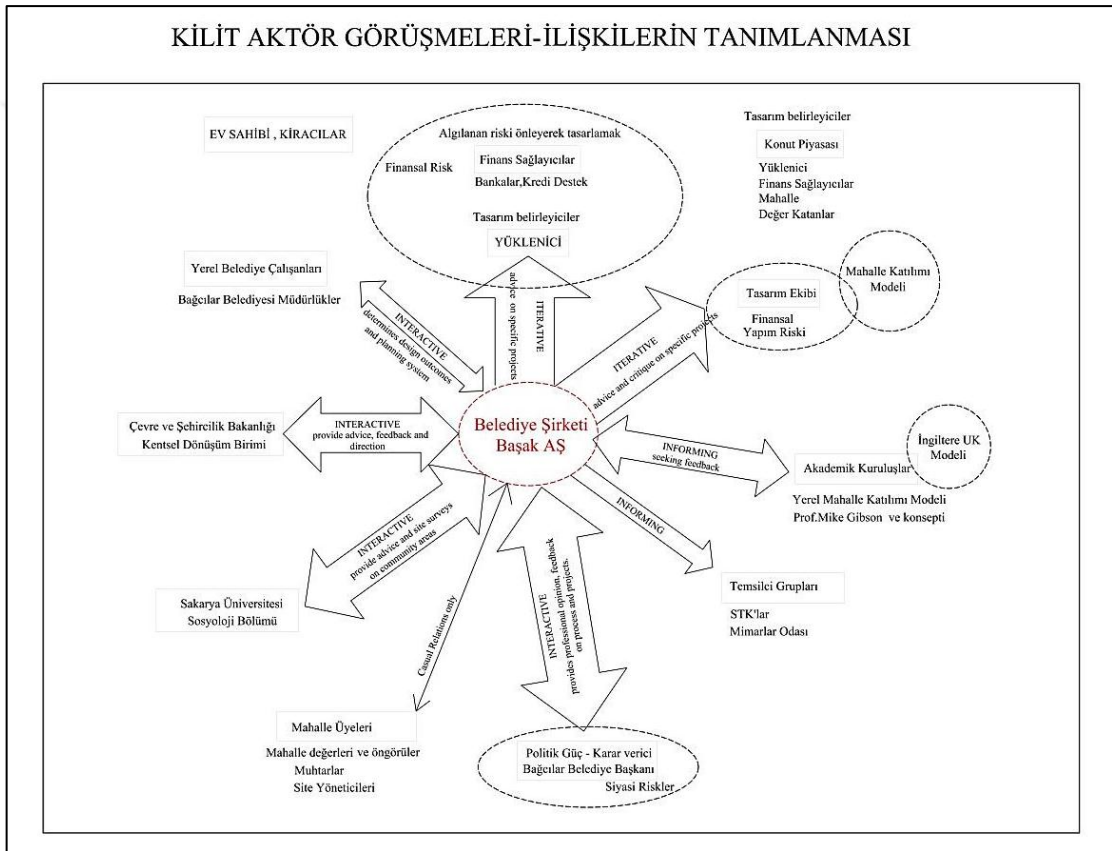 KİLİT AKTÖR GÖRÜŞMELERİ-İLİŞKİLERİN TANIMLANMASI
EV SAHİBİ , KİRACILAR
Algılanan riski önleyerek tasarlamak
Finansal Risk
Finans Sağlayıcılar
Bankalar,Kredi Destek
Tasarım belirleyiciler
YÜKLENİCİ
Tasarım belirleyiciler
Konut Piyasası
Yüklenici
Finans Sağlayıcılar
Mahalle
Değer Katanlar
Yerel Belediye Çalışanları
Bağcılar Belediyesi Müdürlükler
INTERACTIVE
determines design outcomes
and planning system
advice on specific projects
ITERATIVE
ITERATIVE
advice and critique on specific projects
Tasarım Ekibi
Finansal
Yapım Riski
Mahalle Katılımı
Modeli
Çevre ve Şehircilik Bakanlığı
Kentsel Dönüşüm Birimi
INTERACTIVE
provide advice, feedback and
direction
Belediye Şirketi
Başak AŞ
INFORMING
seeking feedback
Akademik Kuruluşlar
İngiltere UK
Modeli
Yerel Mahalle Katılımı Modeli
Prof.Mike Gibson ve konsepti
INTERACTIVE
provide advice and site surveys
on community areas
Sakarya Üniversitesi
Sosyoloji Bölümü
Casual Relations only
INTERACTIVE
provides professional opinion, feedback
on process and projects.
INFORMING
Temsilci Grupları
STK'lar
Mimarlar Odası
Mahalle Üyeleri
Mahalle değerleri ve öngörüler
Muhtarlar
Site Yöneticileri
Politik Güç - Karar verici
Bağcılar Belediye Başkanı
Siyasi Riskler